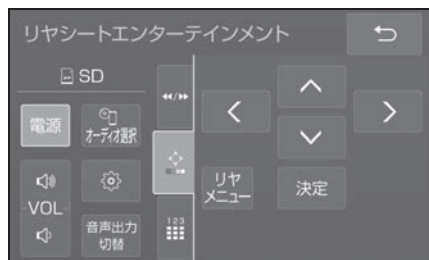 リヤシートエンターテインメント
SD
電源
オーディオ選択
VOL
音声出力
切替
123
リヤ
メニュー
決定